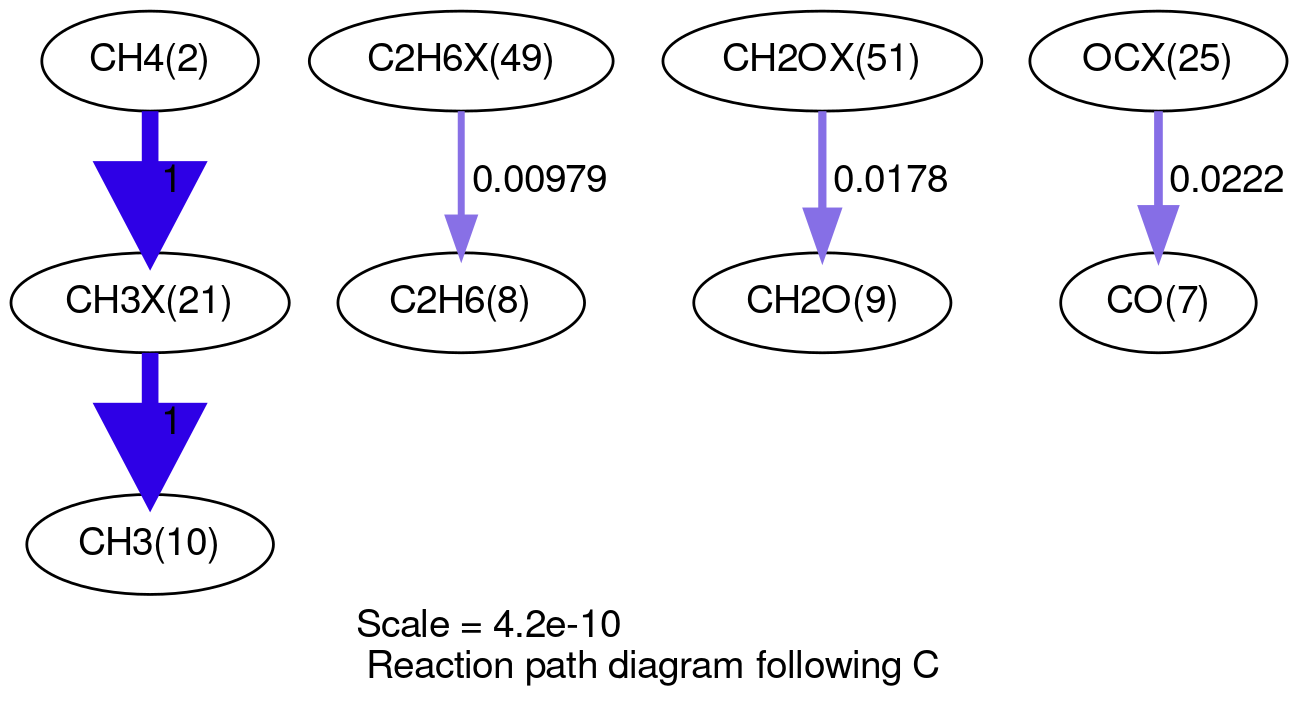 CH4(2)
C2H6X(49)
CH2OX(51)
OCX(25)
1
0.00979
0.0178
0.0222
CH3X(21)
C2H6(8)
CH2O(9)
CO(7)
1
CH3(10)
Scale = 4.2e-10
Reaction path diagram following C